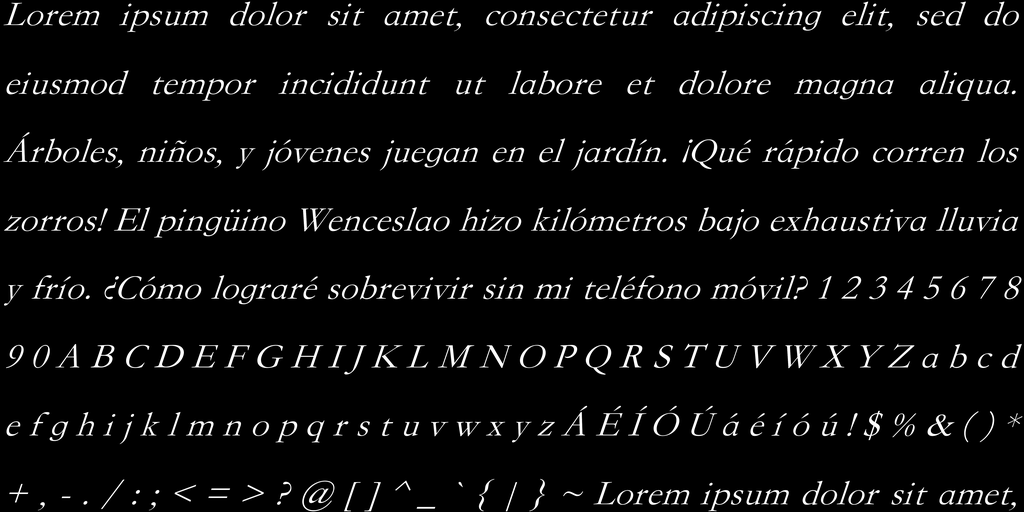 Lorem ipsum dolor sit amet, consectetur adipiscing elit, sed do
eiusmod tempor incididunt ut labore et dolore magna aliqua.
Árboles, niños, y jóvenes juegan en el jardín. ¡Qué rápido corren los
zorros! El pingüino Wenceslao hizo kilómetros bajo exhaustiva lluvia
y frío. ¿Cómo lograré sobrevivir sin mi teléfono móvil? 1 2 3 4 5 6 7 8
9 0 A B C D E F G H I J K L M N O P Q R S T U V W X Y Z a b c d
e f g h i j k l m n o p q r s t u v w x y z Á É Í Ó Ú á é í ó ú ! $ % & ( ) *
+ , - . / : ; < = > ? @ [ ] ^ _ ` { | } ~ Lorem ipsum dolor sit amet,